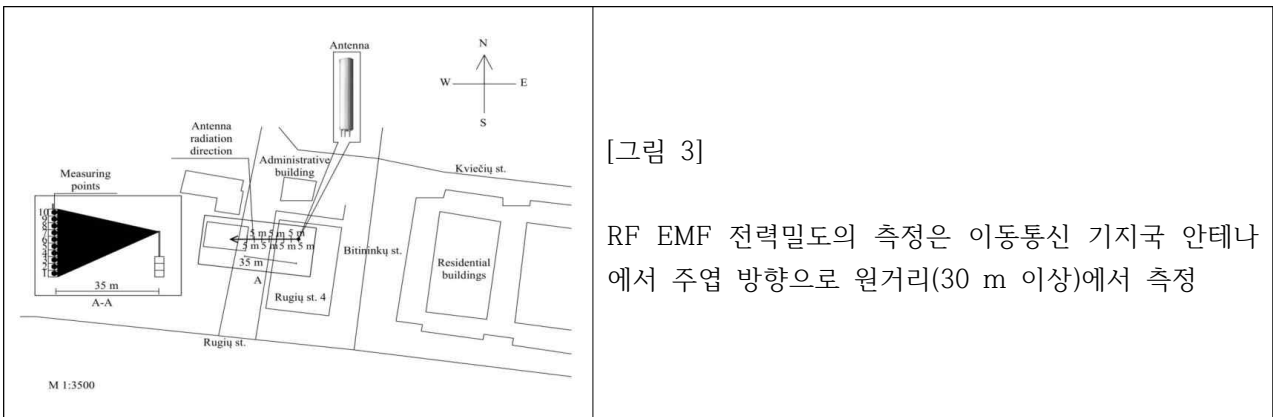 Antenna
N
W
E
S
Antenna
radiation
direction
Administrative
building
Kviečių st.
Measuring
points
10
9
8
7
6
5
4
3
2
1
5 m 5 m 5 m
5 m 5 m 5 m 5 m
35 m
A
Bitininkų st.
Residential
buildings
35 m
A-A
Rugių st. 4
Rugių st.
M 1:3500
[그림 3]
RF EMF 전력밀도의 측정은 이동통신 기지국 안테나
에서 주엽 방향으로 원거리(30 m 이상)에서 측정